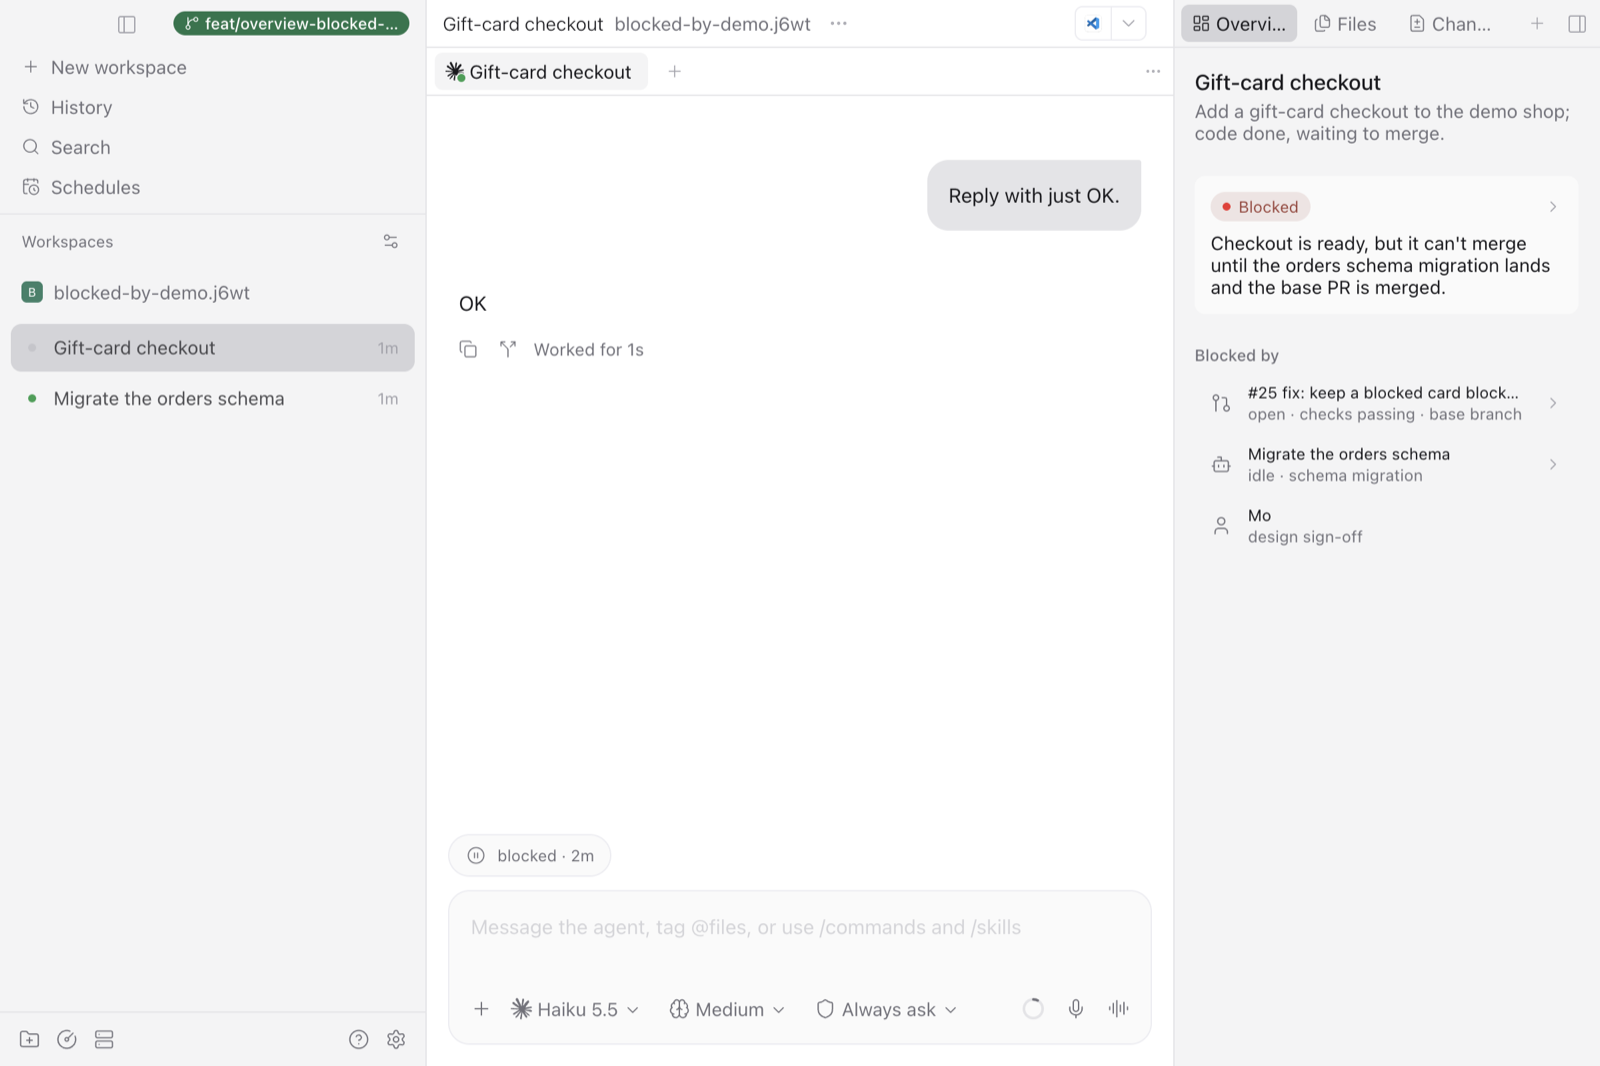 feat/overview-blocked-...
New workspace
History
Search
Schedules
Workspaces
B blocked-by-demo.j6wt
Gift-card checkout 1m
Migrate the orders schema 1m
Gift-card checkout blocked-by-demo.j6wt
Gift-card checkout
Reply with just OK.
OK
Worked for 1s
blocked · 2m
Message the agent, tag @files, or use /commands and /skills
Haiku 5.5 Medium Always ask
Overvi... Files Chan...
Gift-card checkout
Add a gift-card checkout to the demo shop;
code done, waiting to merge.
Blocked
Checkout is ready, but it can't merge
until the orders schema migration lands
and the base PR is merged.
Blocked by
#25 fix: keep a blocked card block...
open · checks passing · base branch
Migrate the orders schema
idle · schema migration
Mo
design sign-off